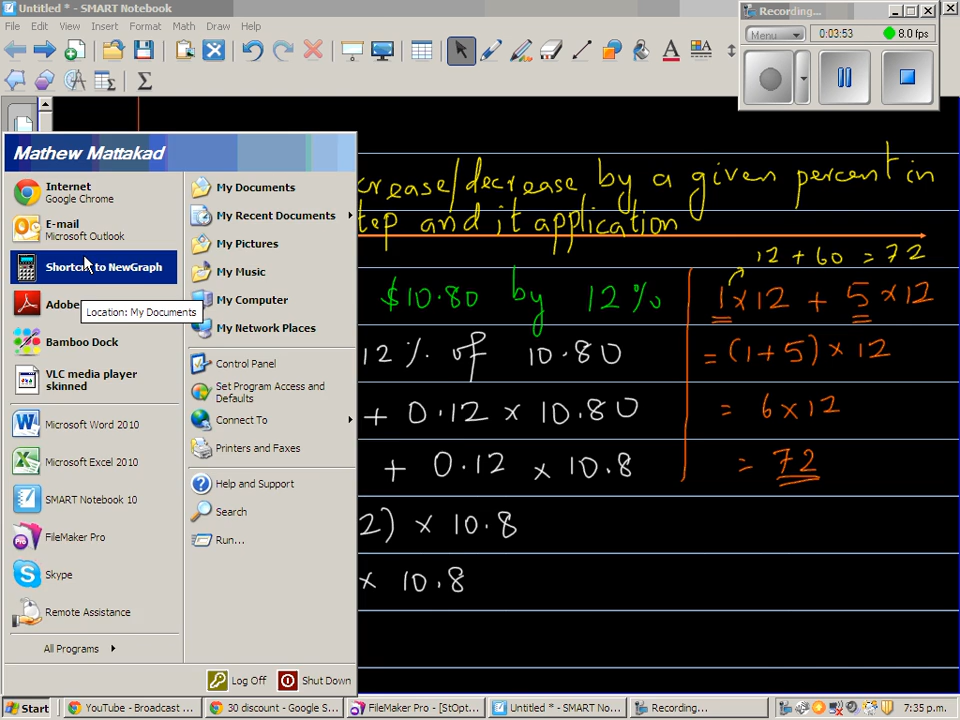 Untitled * - SMART Notebook
File Edit View Insert Format Math Draw Help
Recording...
Menu
0:03:53
8.0 fps
Mathew Mattakad
Internet
Google Chrome
E-mail
Microsoft Outlook
Shortcut to NewGraph
Adobe
Location: My Documents
Bamboo Dock
VLC media player
skinned
Microsoft Word 2010
Microsoft Excel 2010
SMART Notebook 10
FileMaker Pro
Skype
Remote Assistance
All Programs
My Documents
My Recent Documents
My Pictures
My Music
My Computer
My Network Places
Control Panel
Set Program Access and
Defaults
Connect To
Printers and Faxes
Help and Support
Search
Run...
Log Off Shut Down
crease/decrease by a given percent in
tep and it application
$10.80 by 12%
12% of 10.80
+ 0.12 × 10.80
+ 0.12 × 10.8
2) × 10.8
× 10.8
12 + 60 = 72
1×12 + 5×12
= (1+5) × 12
= 6×12
= 72
Start
YouTube - Broadcast ...
30 discount - Google S...
FileMaker Pro - [StOpt...
Untitled * - SMART No...
Recording...
7:35 p.m.